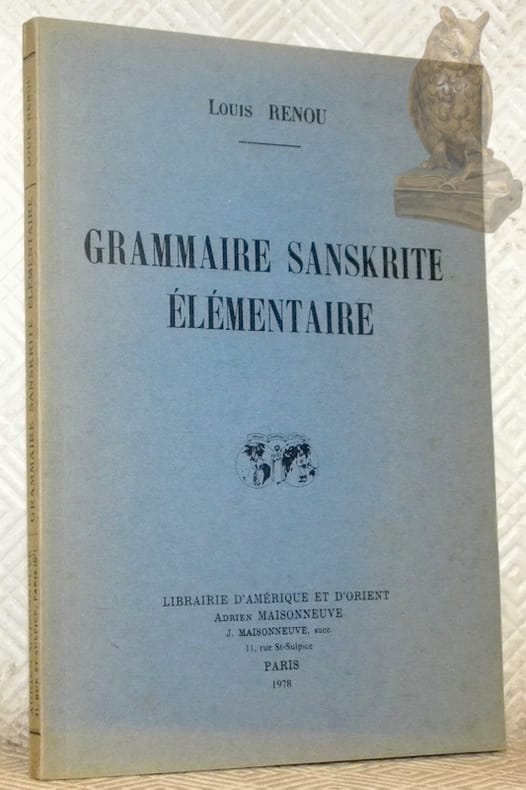 Louis RENOU
GRAMMAIRE SANSKRITE
ÉLÉMENTAIRE
LIBRAIRIE D'AMÉRIQUE ET D'ORIENT
Adrien MAISONNEUVE
J. MAISONNEUVE, succ.
11, rue St-Sulpice
PARIS
1978
LOUIS RENOU
GRAMMAIRE SANSKRITE ÉLÉMENTAIRE